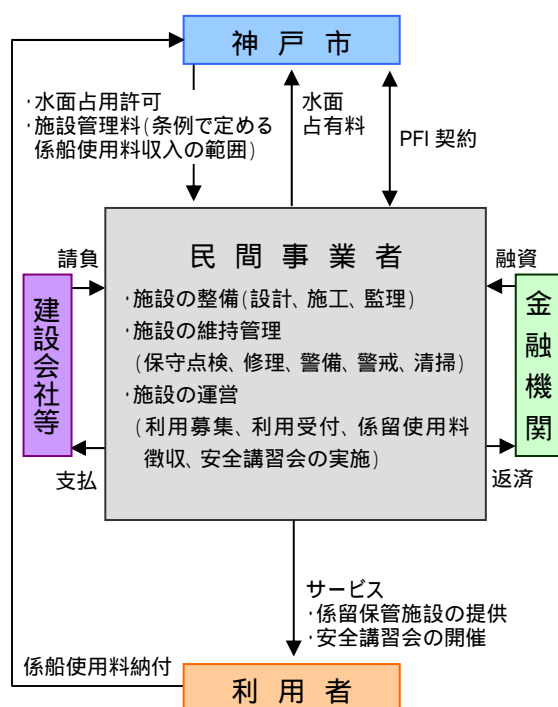 神戸市
・水面占用許可
・施設管理料(条例で定める
係船使用料収入の範囲)
水面
占有料
PFI 契約
請負
民間事業者
融資
・施設の整備(設計、施工、監理)
・施設の維持管理
(保守点検、修理、警備、警戒、清掃)
・施設の運営
(利用募集、利用受付、係留使用料
徴収、安全講習会の実施)
建設会社等
金融機関
支払
返済
サービス
・係留保管施設の提供
・安全講習会の開催
係船使用料納付
利用者